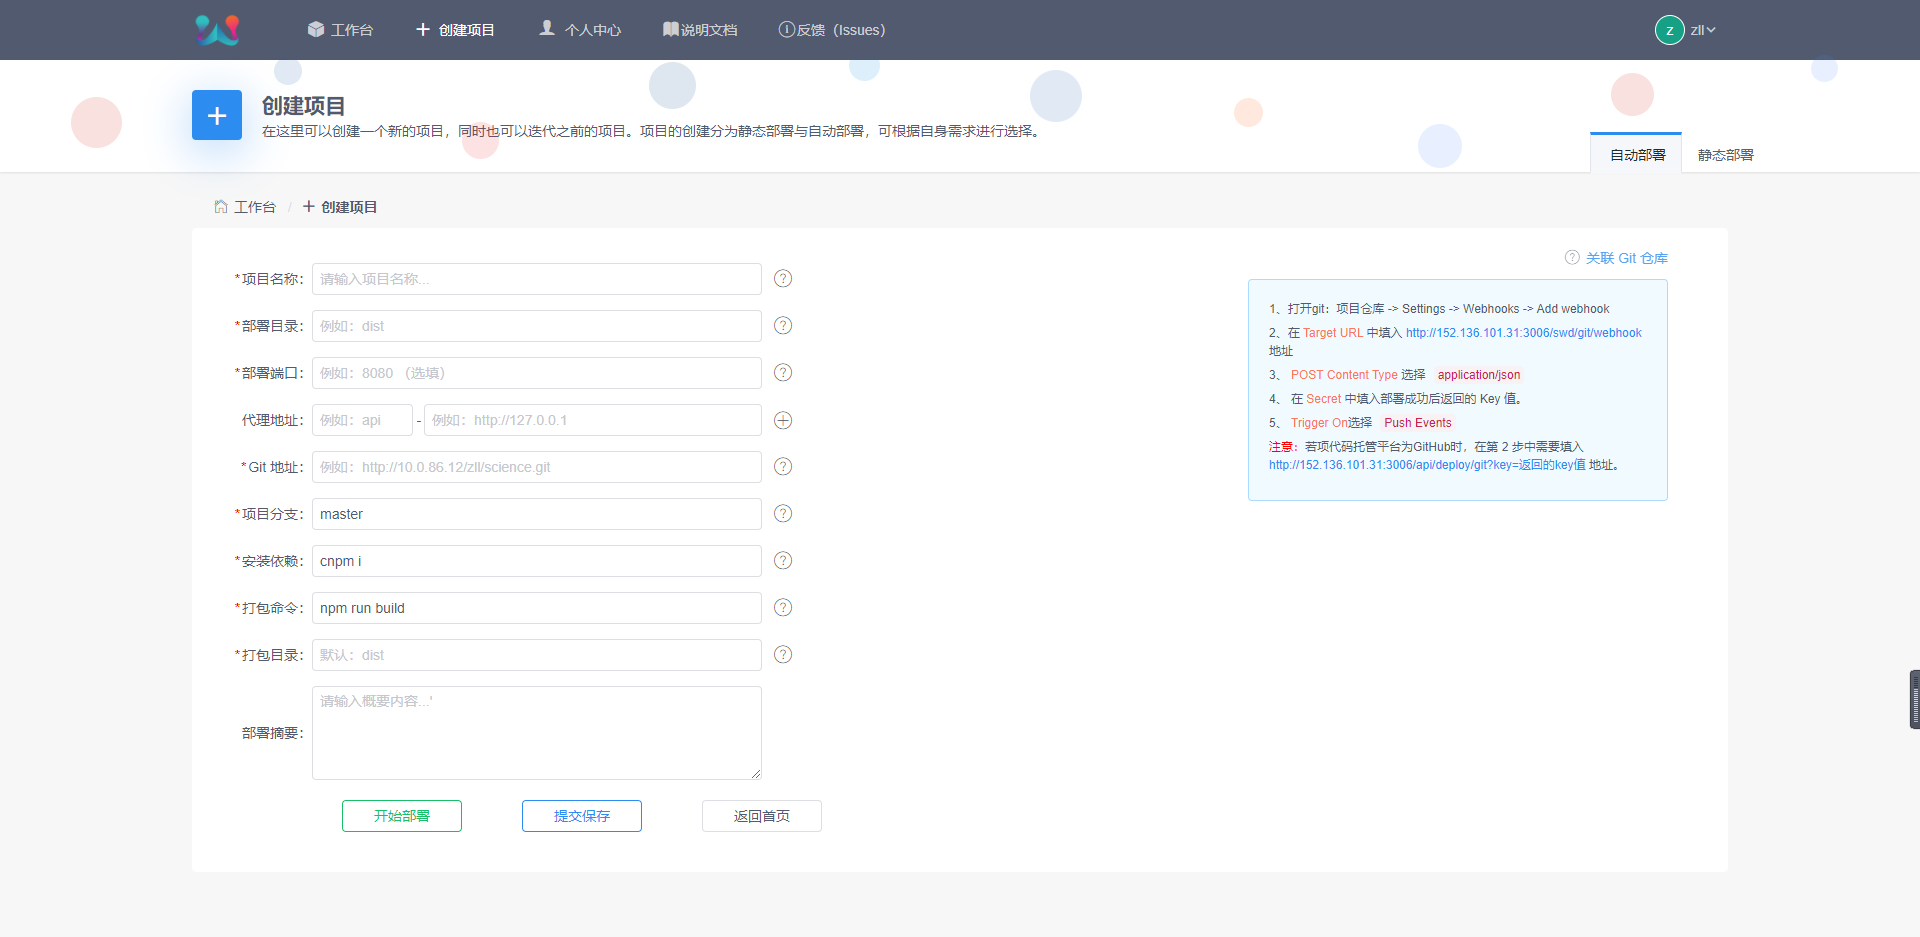 工作台 创建项目 个人中心 说明文档 反馈（Issues） z zll
创建项目
在这里可以创建一个新的项目，同时也可以迭代之前的项目。项目的创建分为静态部署与自动部署，可根据自身需求进行选择。
自动部署 静态部署
工作台 / 创建项目
关联 Git 仓库
*项目名称： 请输入项目名称...
*部署目录： 例如：dist
*部署端口： 例如：8080 （选填）
代理地址： 例如：api - 例如：http://127.0.0.1
*Git 地址： 例如：http://10.0.86.12/zll/science.git
*项目分支： master
*安装依赖： cnpm i
*打包命令： npm run build
*打包目录： 默认：dist
部署摘要： 请输入概要内容...'
开始部署 提交保存 返回首页
1、打开git：项目仓库 -> Settings -> Webhooks -> Add webhook
2、在 Target URL 中填入 http://152.136.101.31:3006/swd/git/webhook
地址
3、 POST Content Type 选择 application/json
4、 在 Secret 中填入部署成功后返回的 Key 值。
5、 Trigger On选择 Push Events
注意：若项代码托管平台为GitHub时，在第 2 步中需要填入
http://152.136.101.31:3006/api/deploy/git?key=返回的key值 地址。